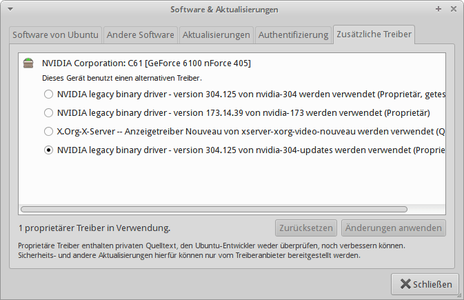 Software & Aktualisierungen
Software von Ubuntu
Andere Software
Aktualisierungen
Authentifizierung
Zusätzliche Treiber
NVIDIA Corporation: C61 [GeForce 6100 nForce 405]
Dieses Gerät benutzt einen alternativen Treiber.
NVIDIA legacy binary driver - version 304.125 von nvidia-304 werden verwendet (Proprietär, getes
NVIDIA legacy binary driver - version 173.14.39 von nvidia-173 werden verwendet (Proprietär)
X.Org-X-Server -- Anzeigetreiber Nouveau von xserver-xorg-video-nouveau werden verwendet (Q
NVIDIA legacy binary driver - version 304.125 von nvidia-304-updates werden verwendet (Proprie
1 proprietärer Treiber in Verwendung.
Zurücksetzen
Änderungen anwenden
Proprietäre Treiber enthalten privaten Quelltext, den Ubuntu-Entwickler weder überprüfen, noch verbessern können.
Sicherheits- und andere Aktualisierungen hierfür können nur vom Treiberanbieter bereitgestellt werden.
Schließen